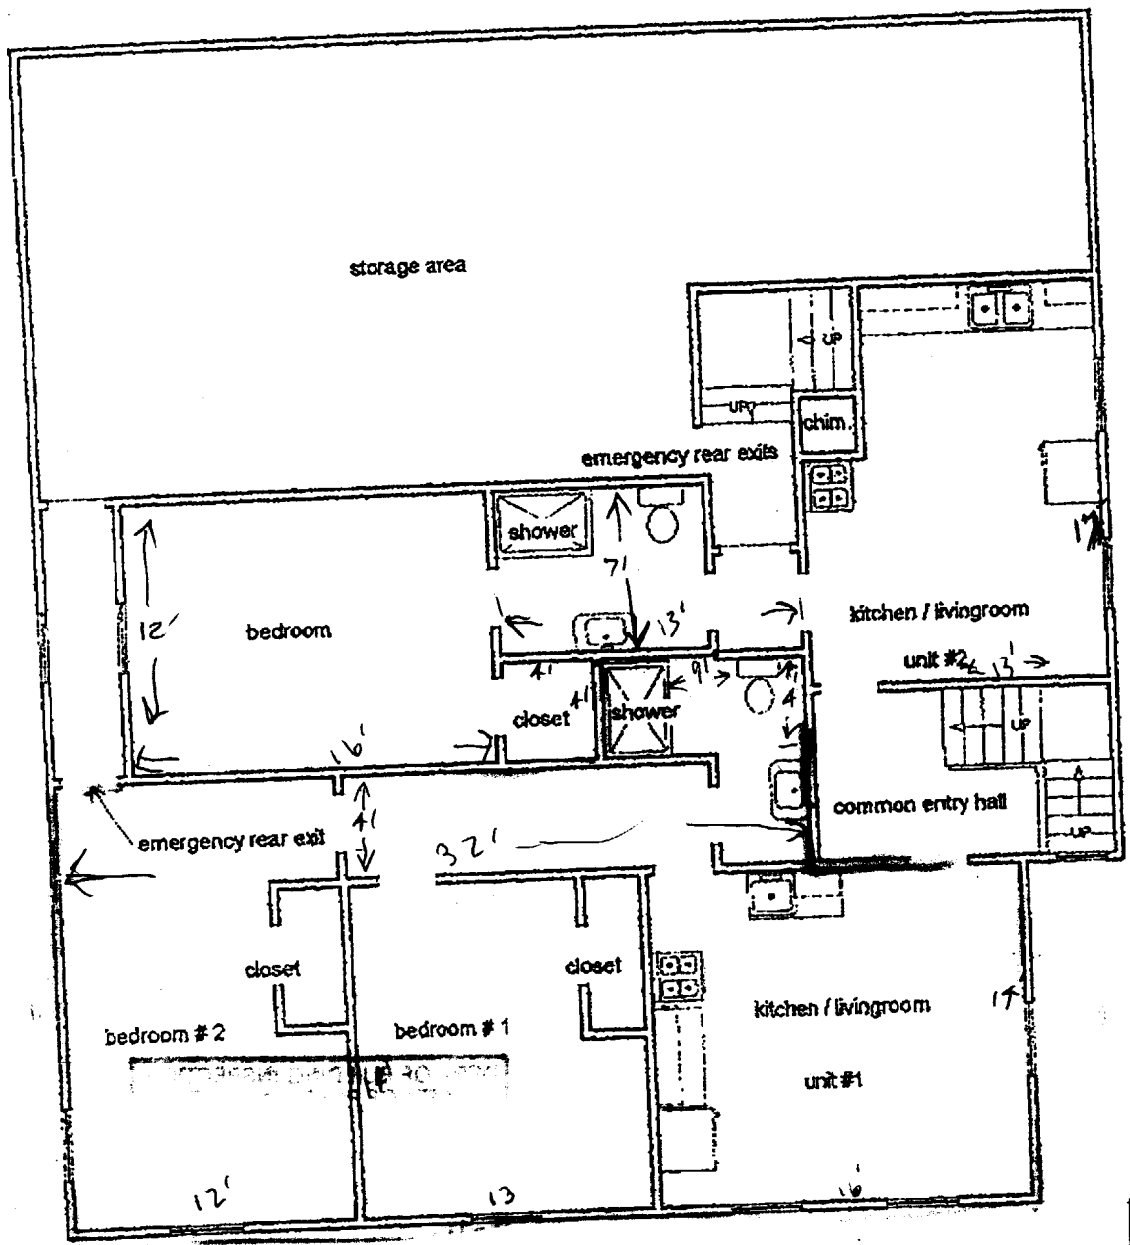 storage area
UP
UP
chim.
emergency rear exits
shower
7'
12'
bedroom
13'
kitchen / livingroom
unit #2
13'
4'
9'
4'
4'
closet
shower
UP
16'
common entry hall
UP
emergency rear exit
4'
32'
closet
closet
kitchen / livingroom
bedroom # 2
bedroom # 1
unit #1
12'
13
16'